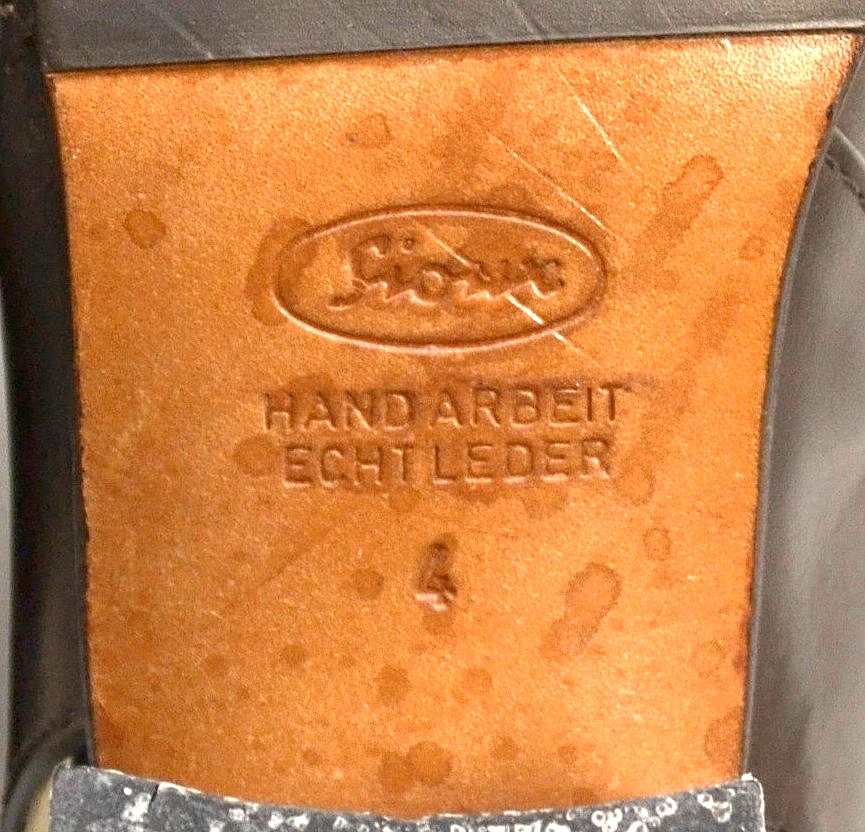 Sioux
HAND ARBEIT
ECHT LEDER
4